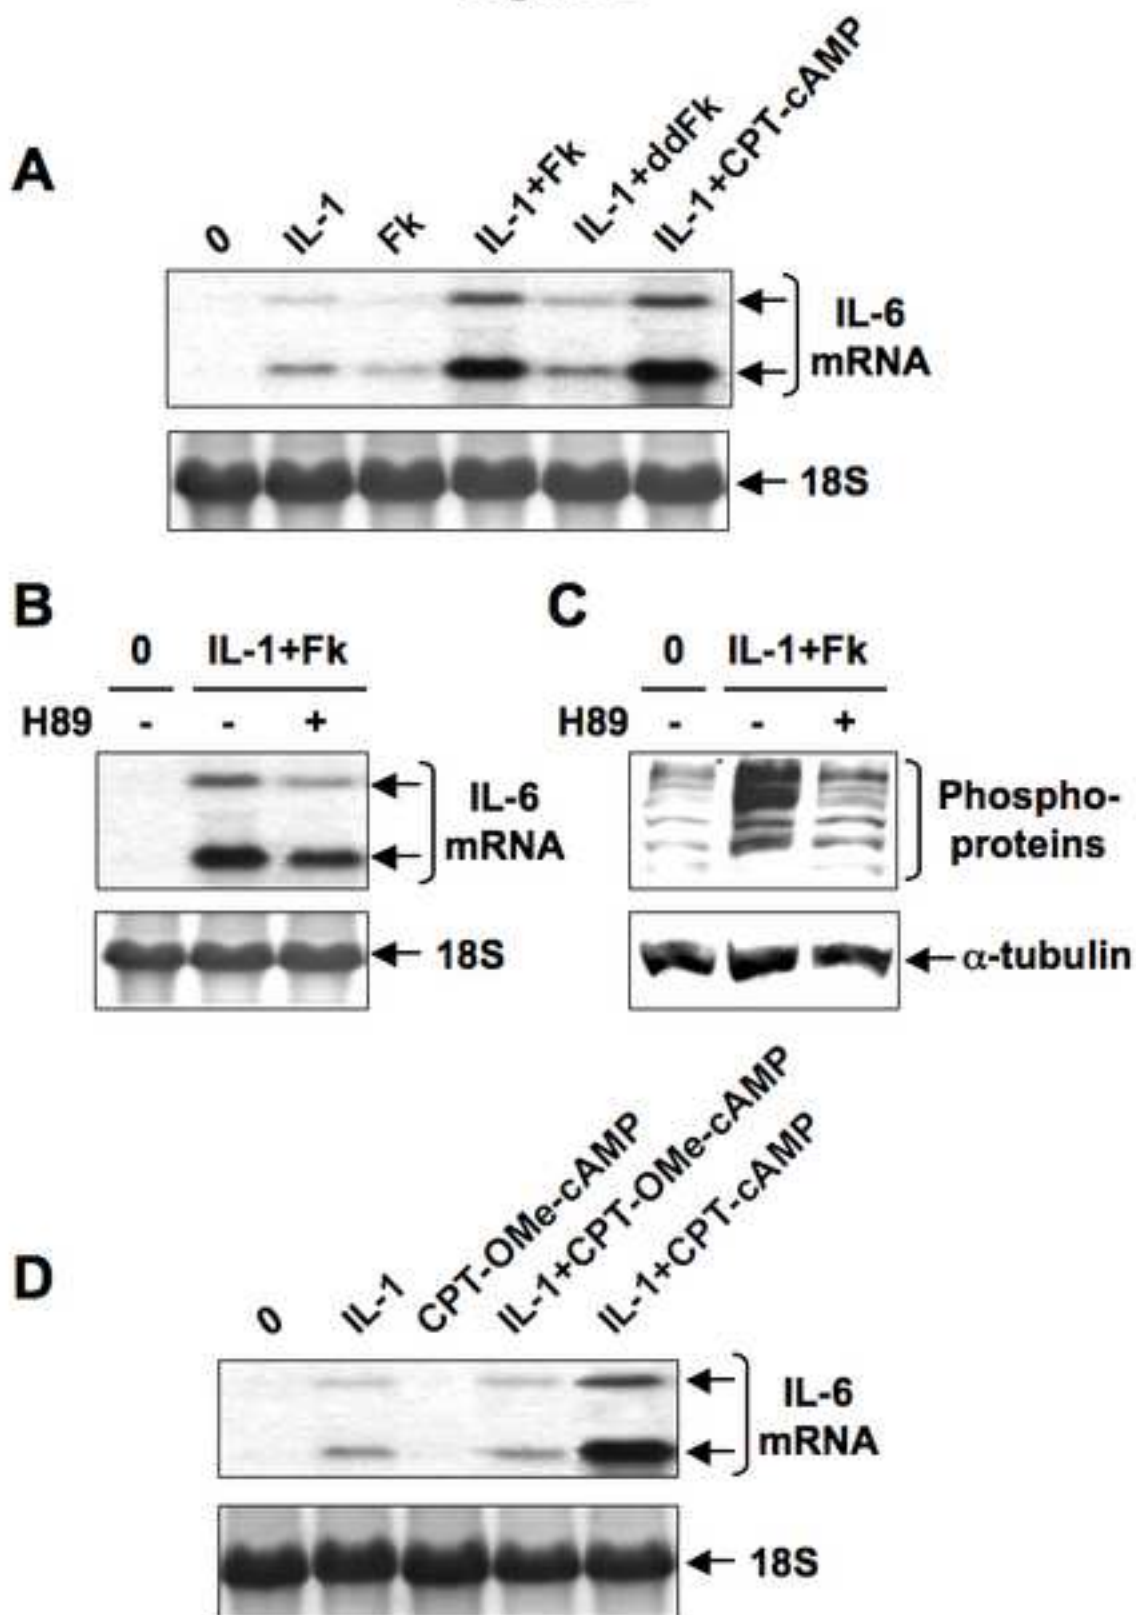 A
0 IL-1 Fk IL-1+Fk IL-1+ddFk IL-1+CPT-cAMP
IL-6
mRNA
18S
B
0 IL-1+Fk
H89 - - +
IL-6
mRNA
18S
C
0 IL-1+Fk
H89 - - +
Phospho-
proteins
α-tubulin
D
0 IL-1 CPT-OMe-cAMP IL-1+CPT-OMe-cAMP IL-1+CPT-cAMP
IL-6
mRNA
18S